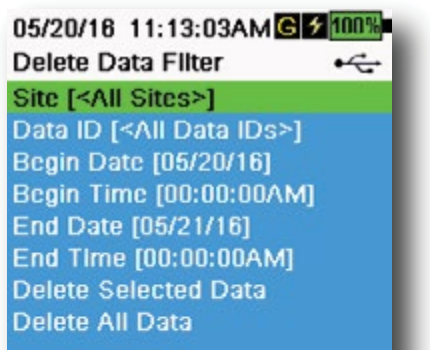 05/20/16 11:13:03AM G 100%
Delete Data Filter
Site [<All Sites>]
Data ID [<All Data IDs>]
Begin Date [05/20/16]
Begin Time [00:00:00AM]
End Date [05/21/16]
End Time [00:00:00AM]
Delete Selected Data
Delete All Data